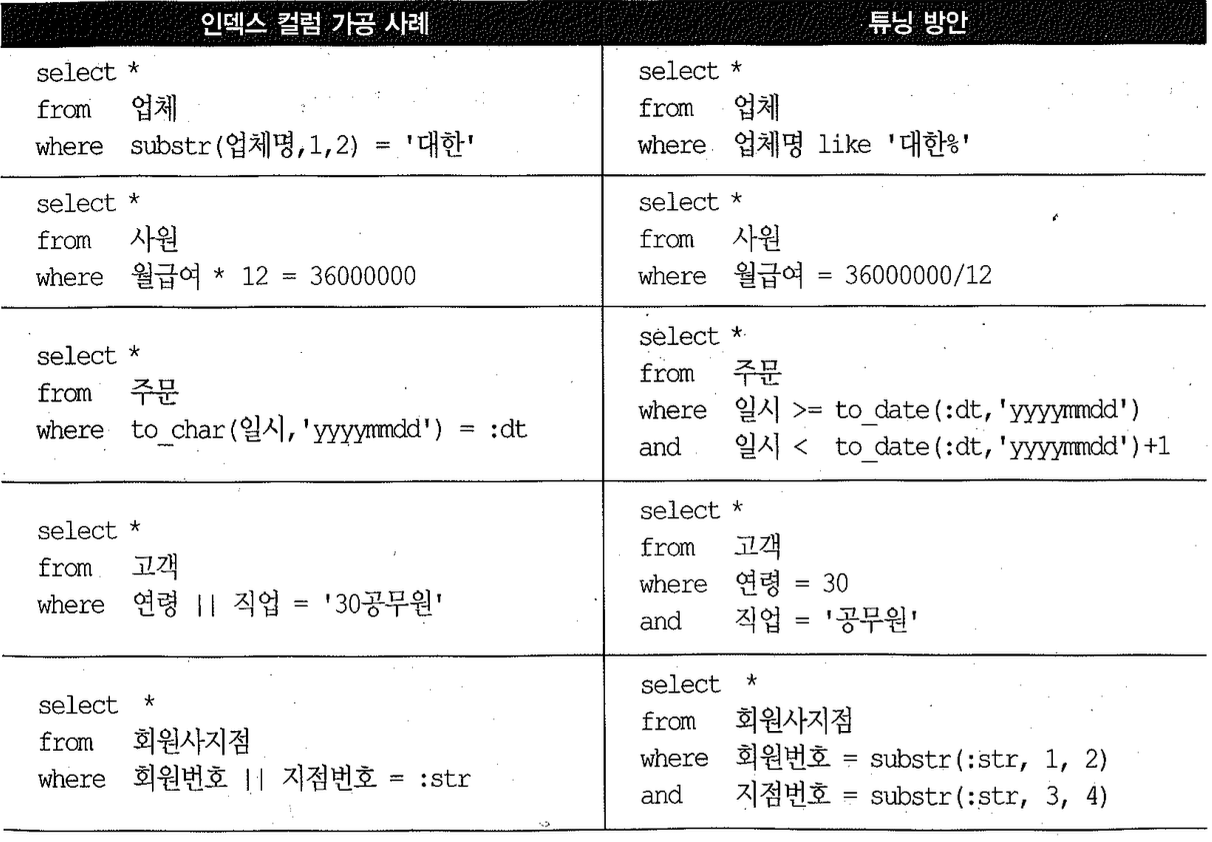 인덱스 컬럼 가공 사례
튜닝 방안
select *
from 업체
where substr(업체명,1,2) = '대한'
select *
from 업체
where 업체명 like '대한%'
select *
from 사원
where 월급여 * 12 = 36000000
select *
from 사원
where 월급여 = 36000000/12
select *
from 주문
where to_char(일시,'yyyymmdd') = :dt
select *
from 주문
where 일시 >= to_date(:dt,'yyyymmdd')
and 일시 < to_date(:dt,'yyyymmdd')+1
select *
from 고객
where 연령 || 직업 = '30공무원'
select *
from 고객
where 연령 = 30
and 직업 = '공무원'
select *
from 회원사지점
where 회원번호 || 지점번호 = :str
select *
from 회원사지점
where 회원번호 = substr(:str, 1, 2)
and 지점번호 = substr(:str, 3, 4)